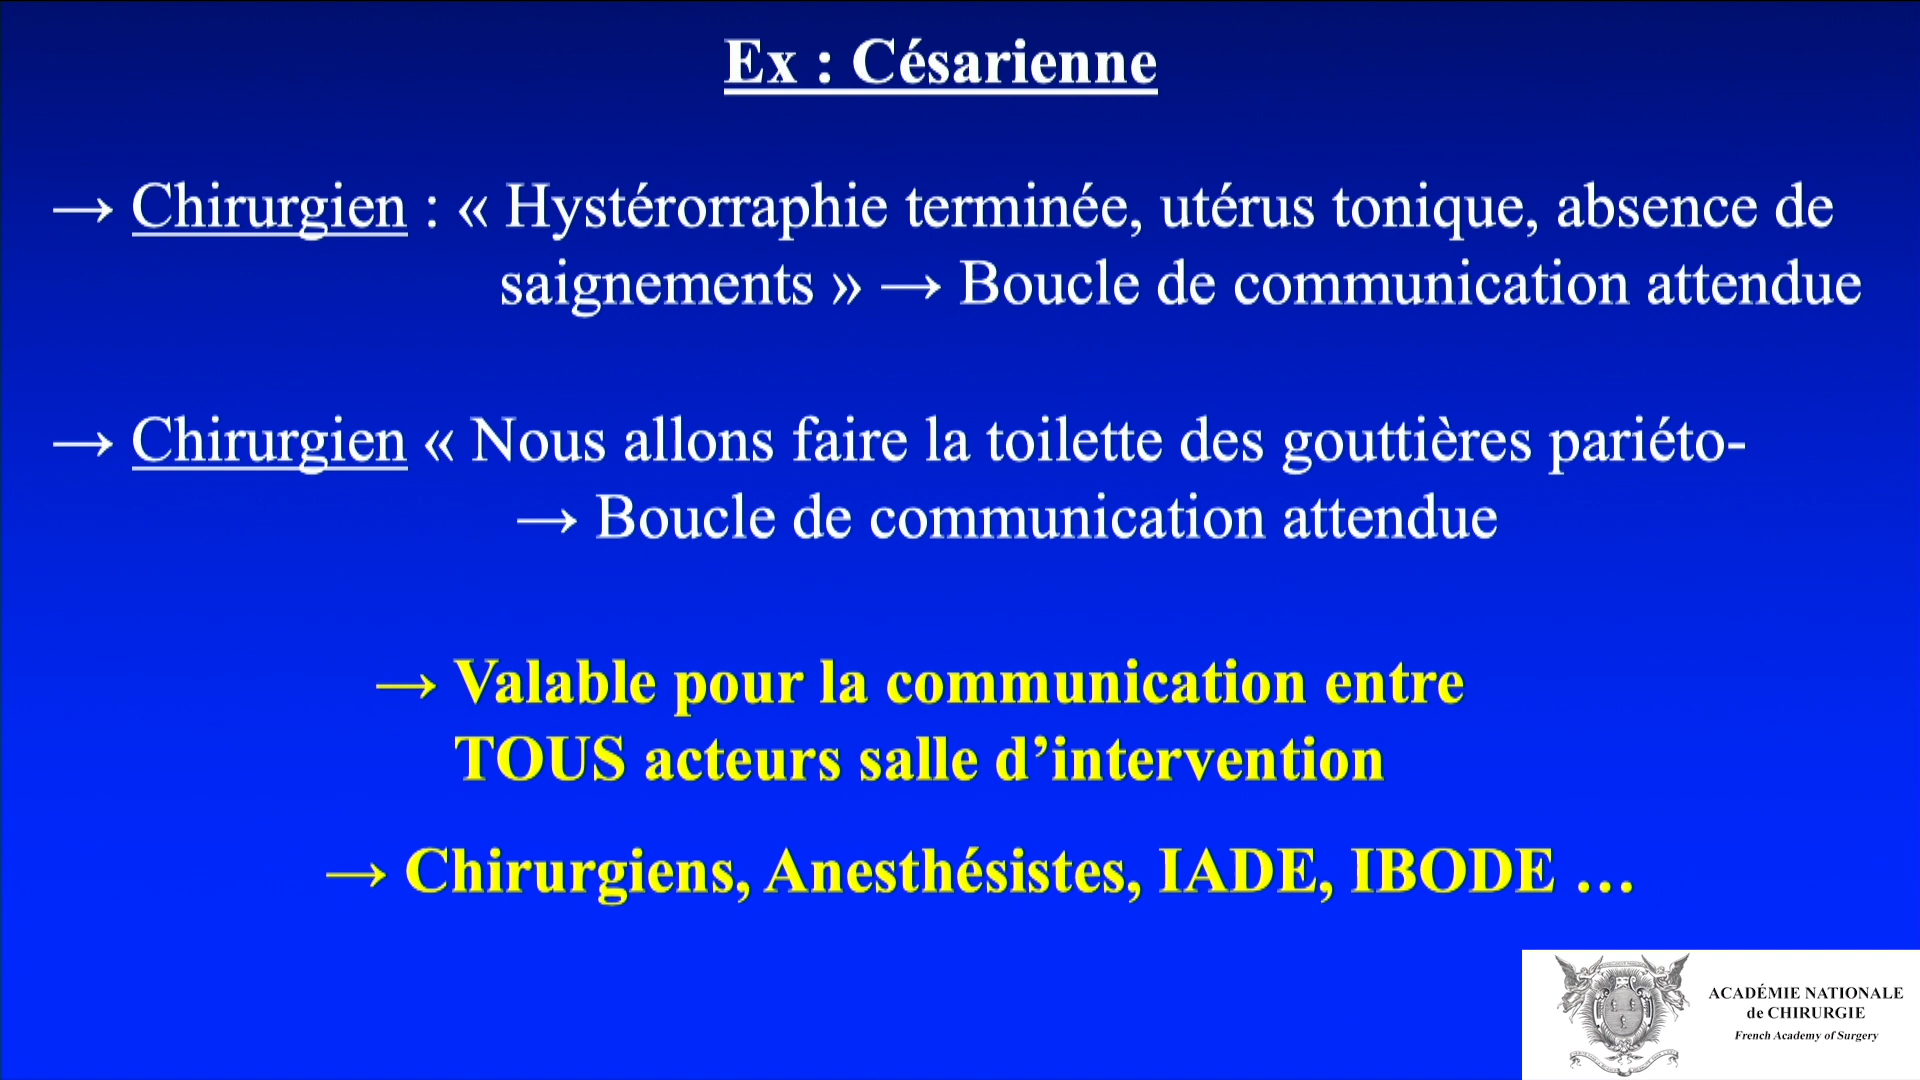 Ex : Césarienne
→ Chirurgien : « Hystérorraphie terminée, utérus tonique, absence de
saignements » → Boucle de communication attendue
→ Chirurgien « Nous allons faire la toilette des gouttières pariéto-
→ Boucle de communication attendue
→ Valable pour la communication entre
TOUS acteurs salle d’intervention
→ Chirurgiens, Anesthésistes, IADE, IBODE …
ACADÉMIE NATIONALE
de CHIRURGIE
French Academy of Surgery